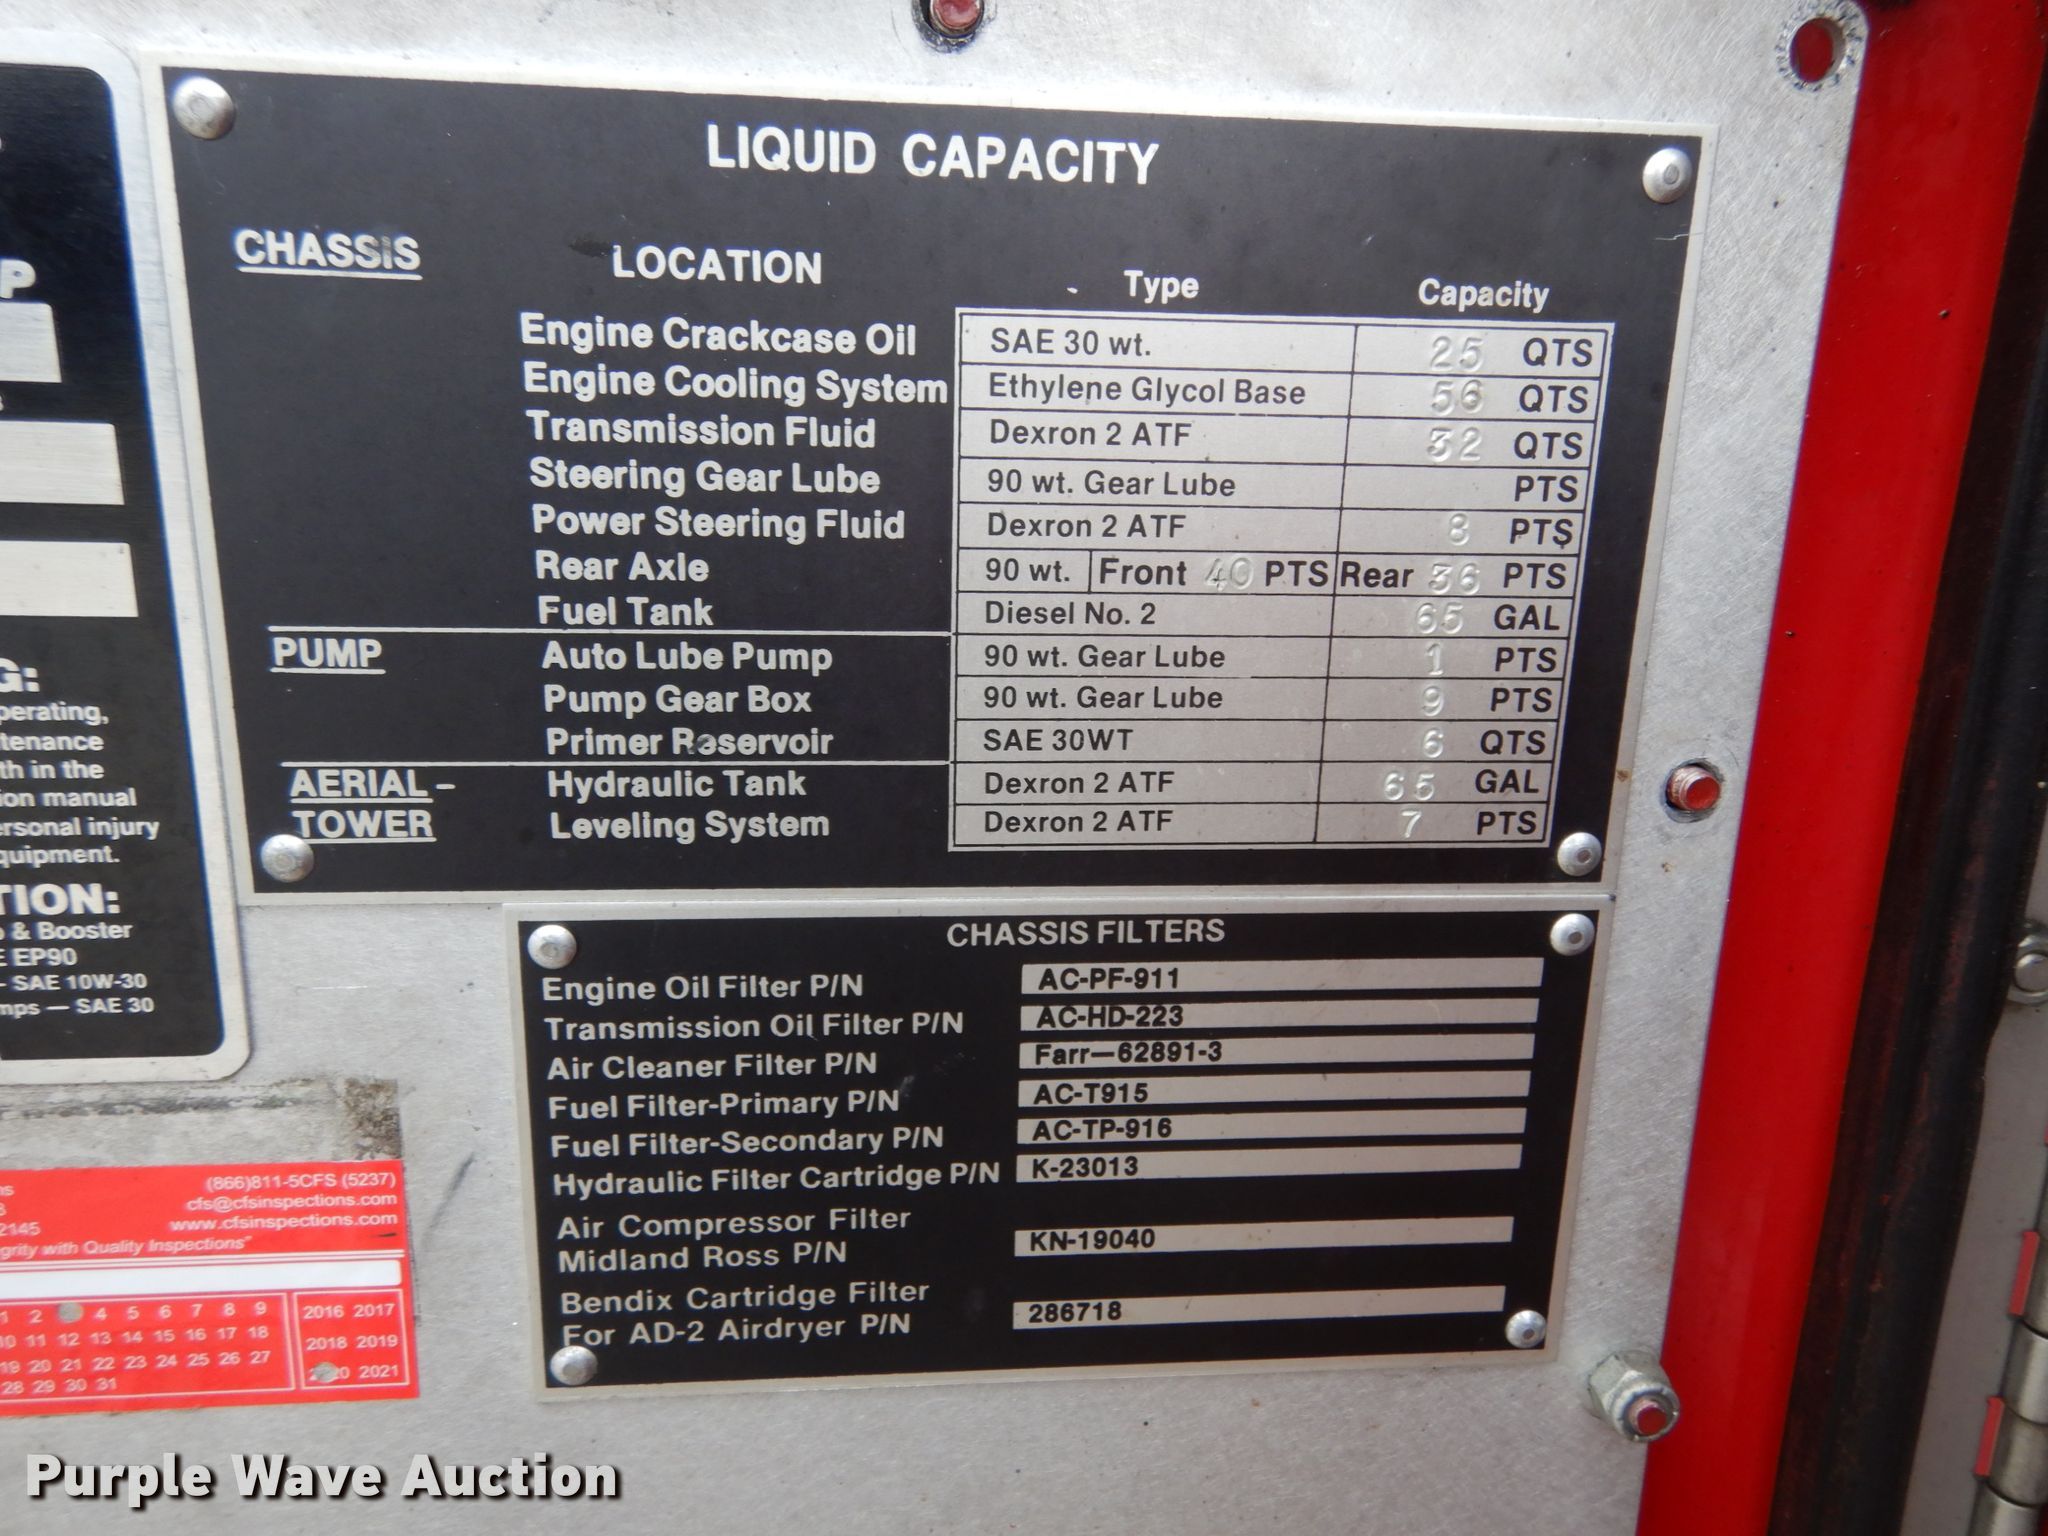 LIQUID CAPACITY
CHASSIS LOCATION Type Capacity
Engine Crackcase Oil SAE 30 wt. 25 QTS
Engine Cooling System Ethylene Glycol Base 56 QTS
Transmission Fluid Dexron 2 ATF 32 QTS
Steering Gear Lube 90 wt. Gear Lube PTS
Power Steering Fluid Dexron 2 ATF 8 PTS
Rear Axle 90 wt. Front 40 PTS Rear 36 PTS
Fuel Tank Diesel No. 2 65 GAL
PUMP Auto Lube Pump 90 wt. Gear Lube 1 PTS
Pump Gear Box 90 wt. Gear Lube 9 PTS
Primer Reservoir SAE 30WT 6 QTS
AERIAL- Hydraulic Tank Dexron 2 ATF 65 GAL
TOWER Leveling System Dexron 2 ATF 7 PTS
CHASSIS FILTERS
Engine Oil Filter P/N AC-PF-911
Transmission Oil Filter P/N AC-HD-223
Air Cleaner Filter P/N Farr—62891-3
Fuel Filter-Primary P/N AC-T915
Fuel Filter-Secondary P/N AC-TP-916
Hydraulic Filter Cartridge P/N K-23013
Air Compressor Filter
Midland Ross P/N KN-19040
Bendix Cartridge Filter
For AD-2 Airdryer P/N 286718
P
in the
manual
personal injury
equipment.
& Booster
EP90
- SAE 10W-30
— SAE 30
(866)811-5CFS (5237)
cfs@cfsinspections.com
2145 www.cfsinspections.com
with Quality Inspections"
1 2 4 5 6 7 8 9 2016 2017
10 11 12 13 14 15 16 17 18 2018 2019
19 20 21 22 23 24 25 26 27 2021
28 29 30 31
Purple Wave Auction